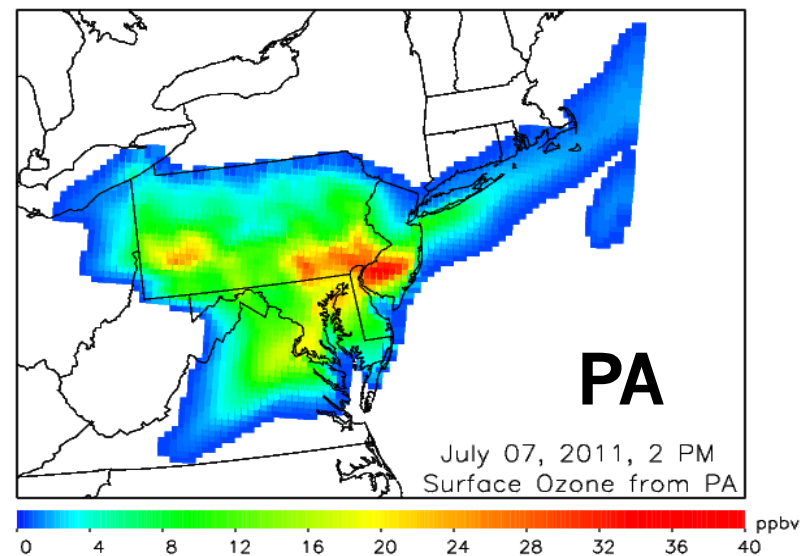 PA
July 07, 2011, 2 PM
Surface Ozone from PA
ppbv
0 4 8 12 16 20 24 28 32 36 40